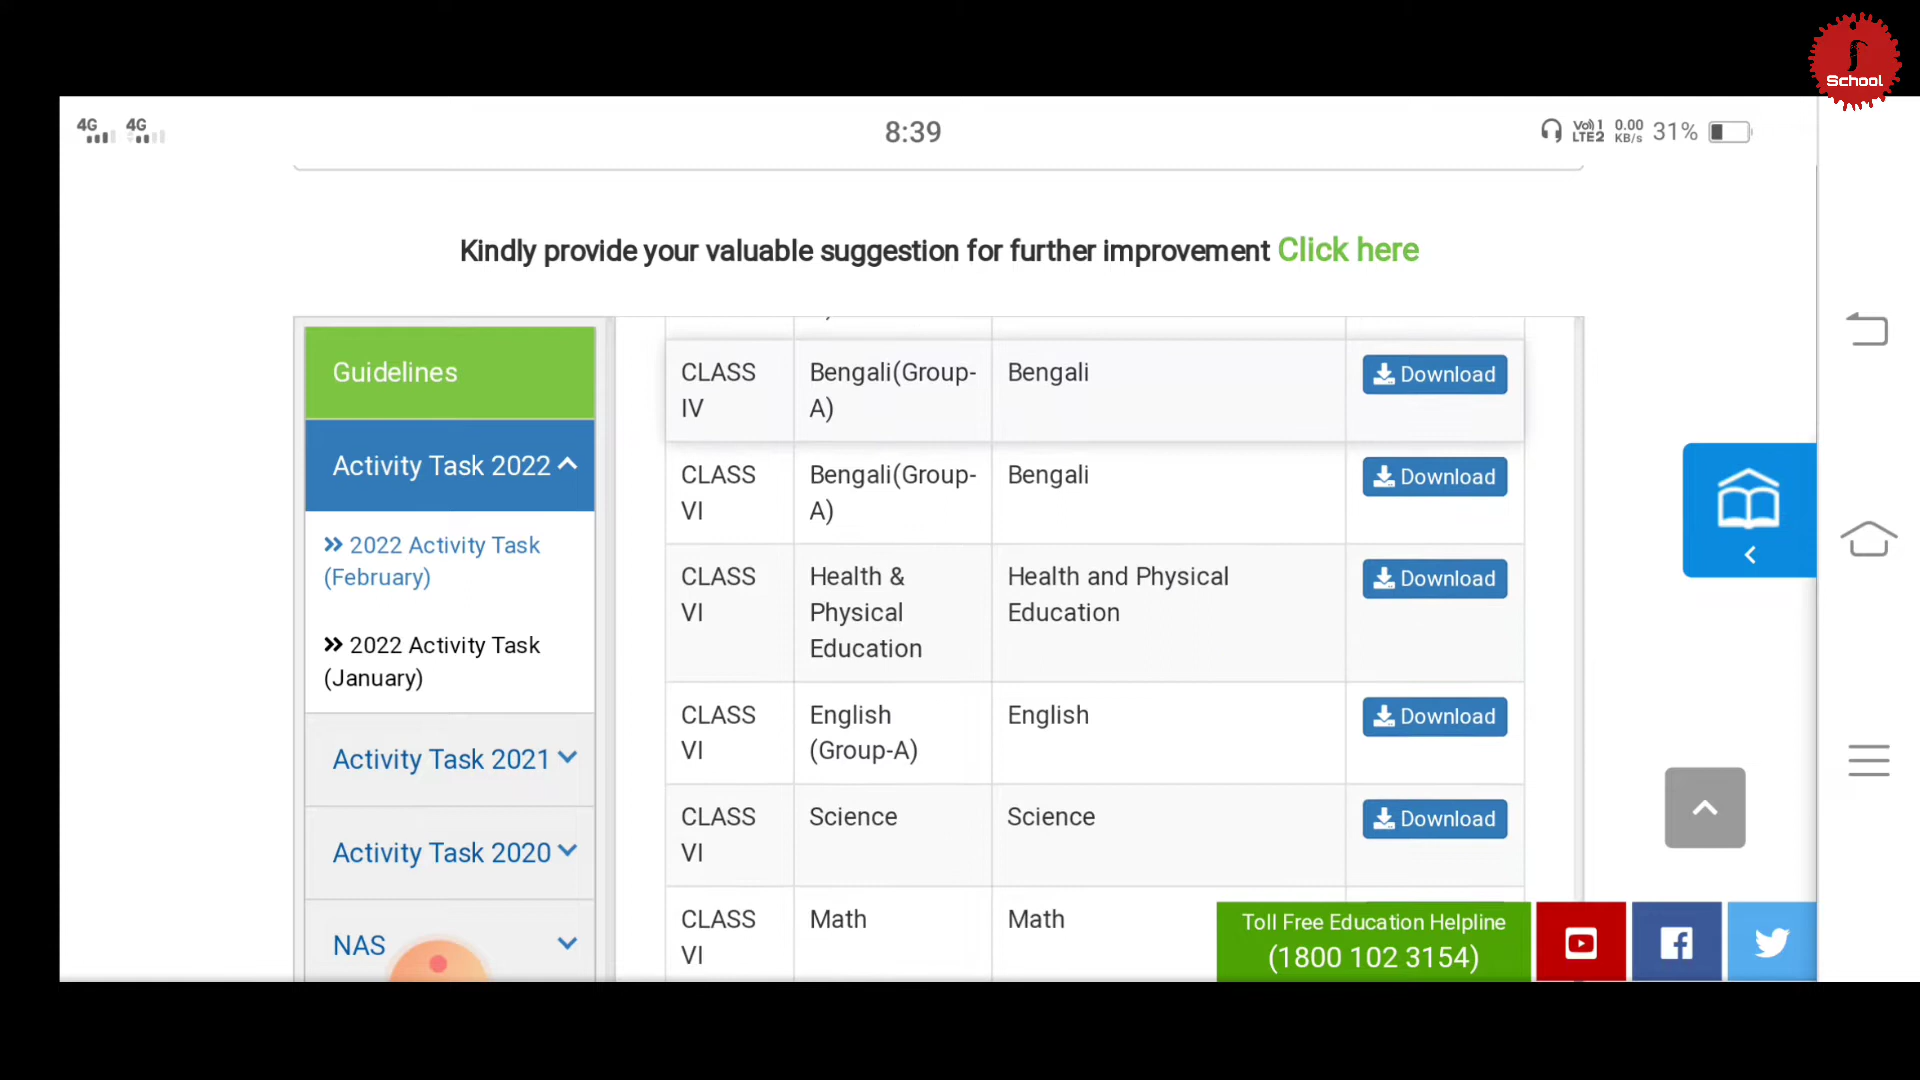 School
4G 4G 8:39 Vo)) 1 LTE2 0.00 KB/s 31%
Kindly provide your valuable suggestion for further improvement Click here
Guidelines
Activity Task 2022
2022 Activity Task
(February)
2022 Activity Task
(January)
Activity Task 2021
Activity Task 2020
NAS
CLASS Bengali(Group- Bengali Download
IV A)
CLASS Bengali(Group- Bengali Download
VI A)
CLASS Health & Health and Physical Download
VI Physical Education
Education
CLASS English English Download
VI (Group-A)
CLASS Science Science Download
VI
CLASS Math Math
VI
Toll Free Education Helpline
(1800 102 3154)